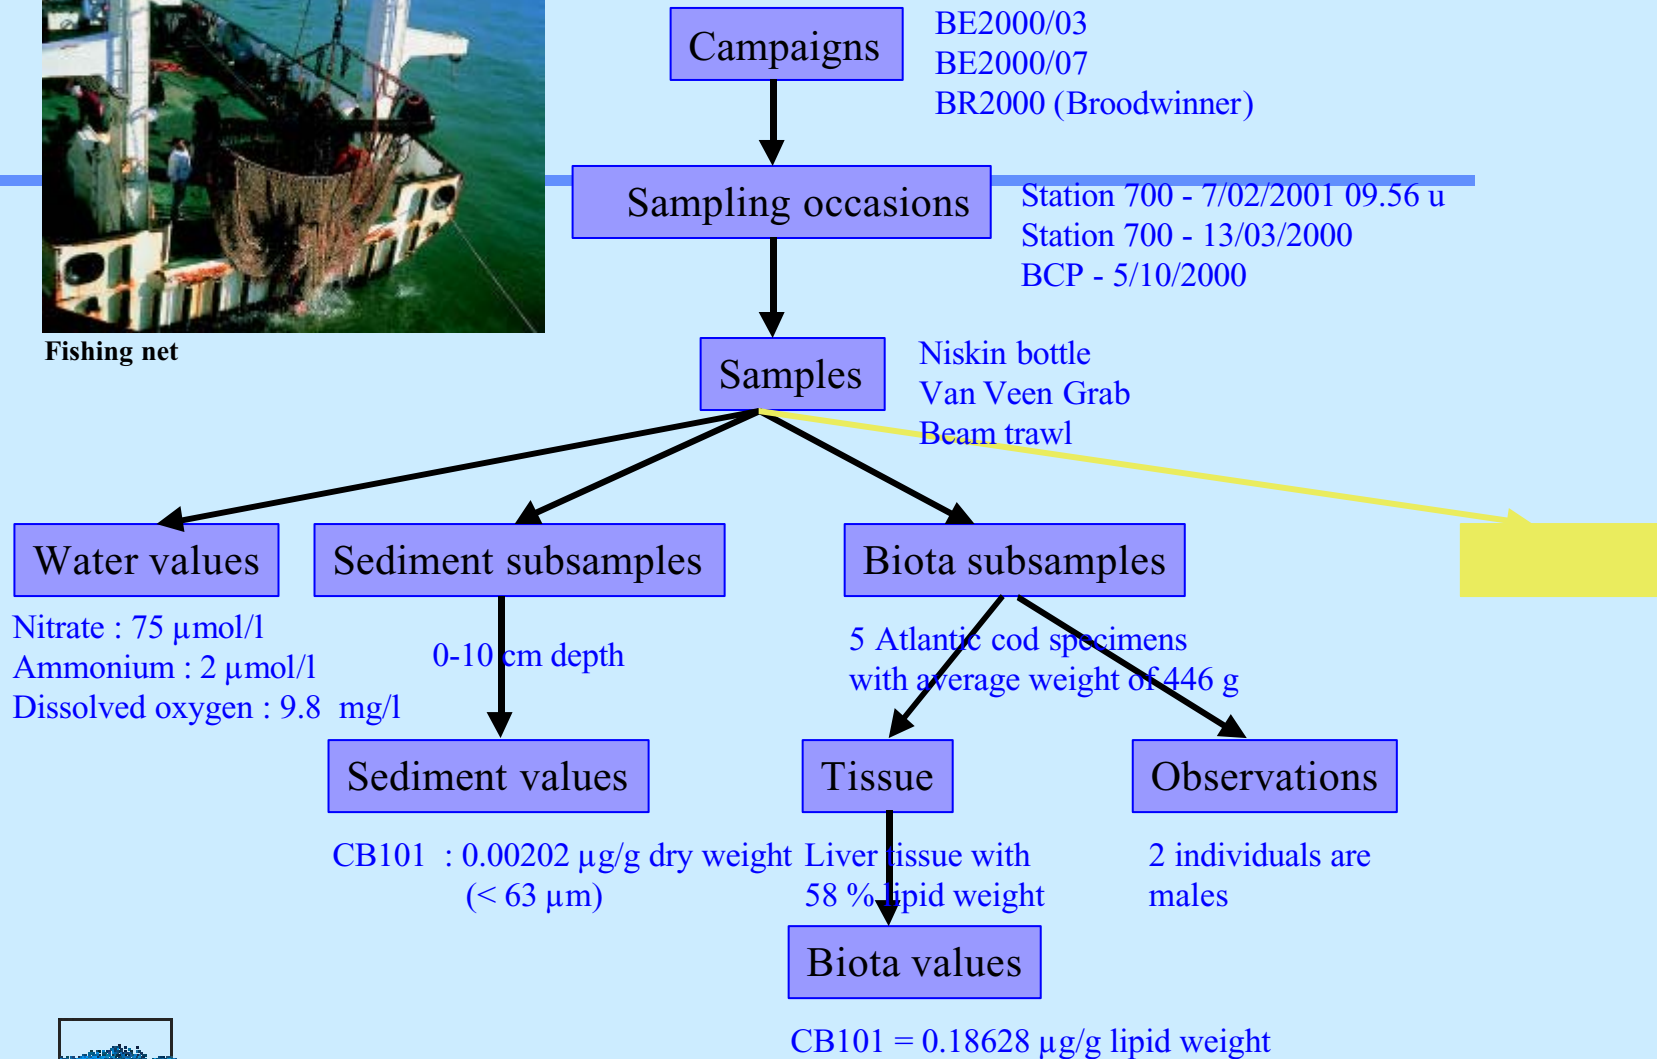 Campaigns
BE2000/03
BE2000/07
BR2000 (Broodwinner)
Sampling occasions
Station 700 - 7/02/2001 09.56 u
Station 700 - 13/03/2000
BCP - 5/10/2000
Fishing net
Samples
Niskin bottle
Van Veen Grab
Beam trawl
Water values
Sediment subsamples
Biota subsamples
Nitrate : 75 µmol/l
Ammonium : 2 µmol/l
Dissolved oxygen : 9.8 mg/l
0-10 cm depth
5 Atlantic cod specimens
with average weight of 446 g
Sediment values
Tissue
Observations
CB101 : 0.00202 µg/g dry weight
(< 63 µm)
Liver tissue with
58 % lipid weight
2 individuals are
males
Biota values
CB101 = 0.18628 µg/g lipid weight